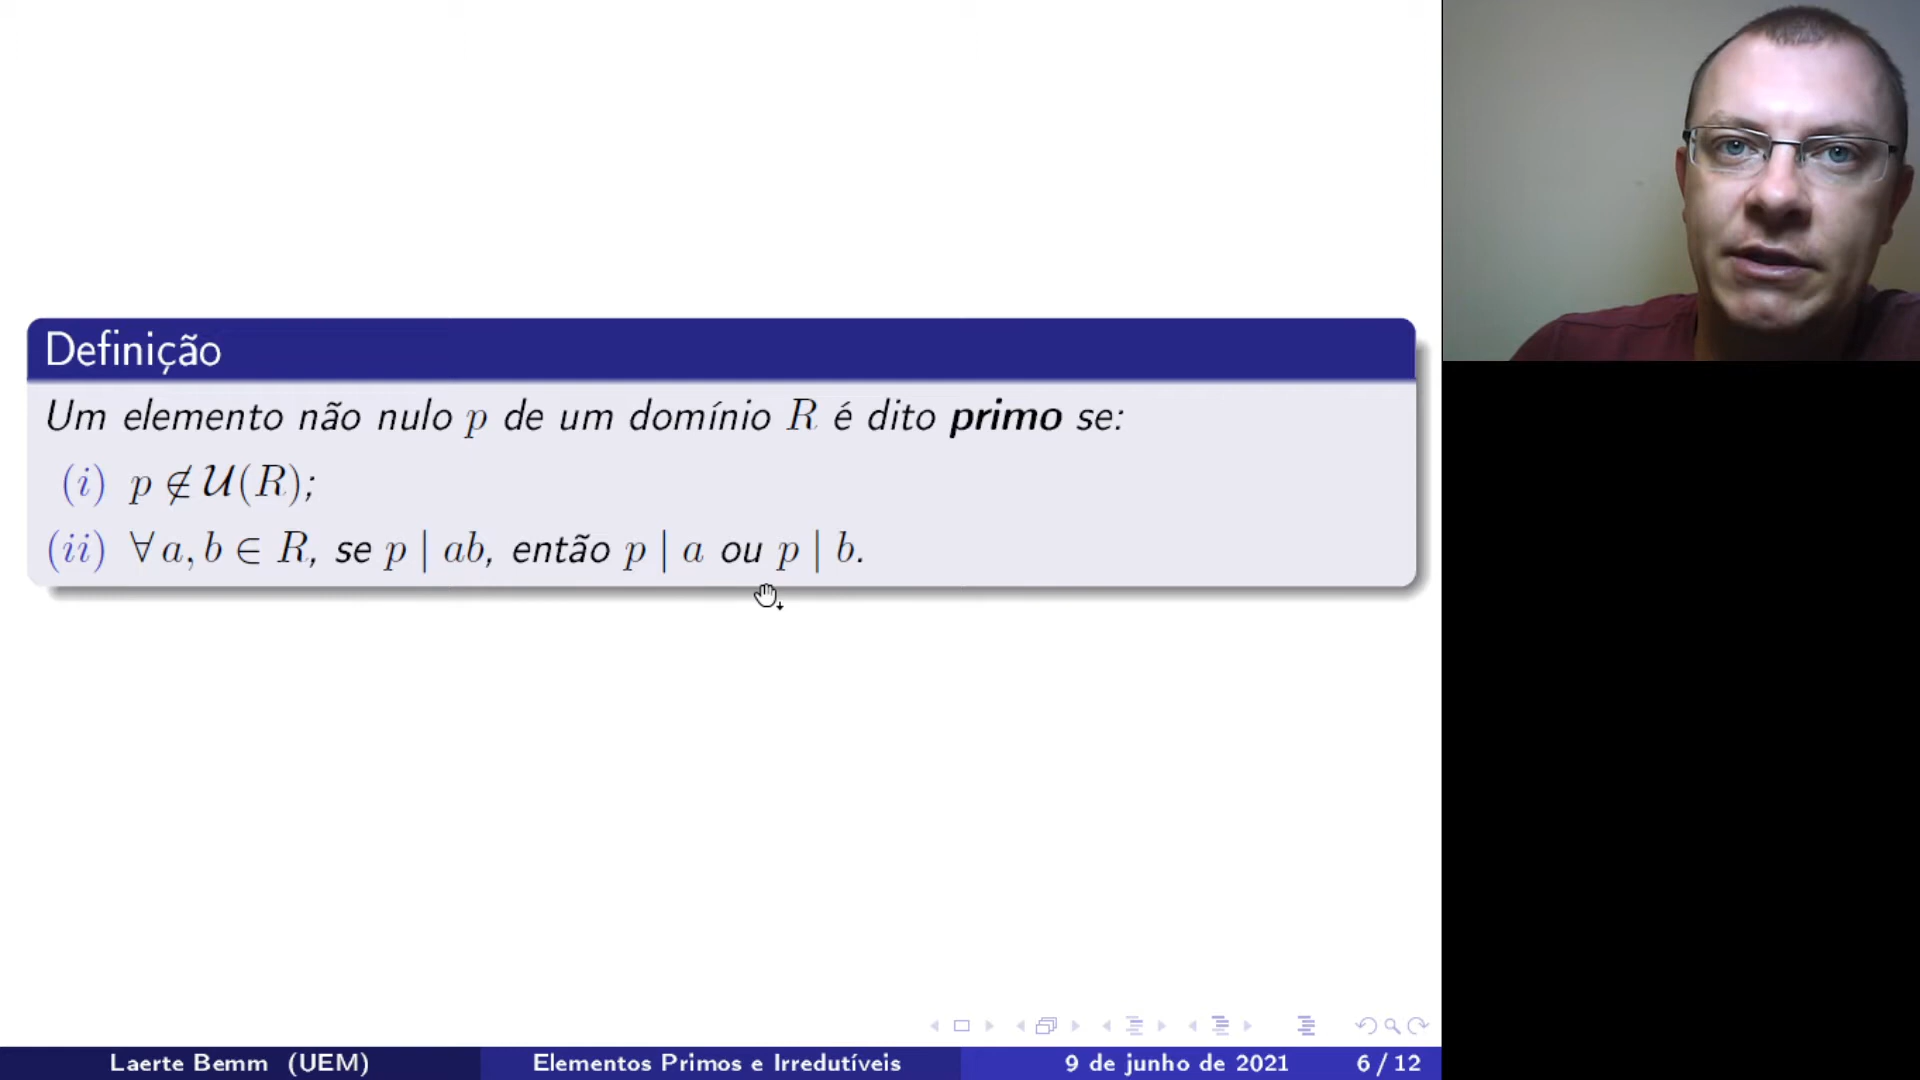 Definição
Um elemento não nulo p de um domínio R é dito primo se:
(i) p ∉ 𝒰(R);
(ii) ∀ a, b ∈ R, se p | ab, então p | a ou p | b.
Laerte Bemm (UEM) Elementos Primos e Irredutíveis 9 de junho de 2021 6 / 12